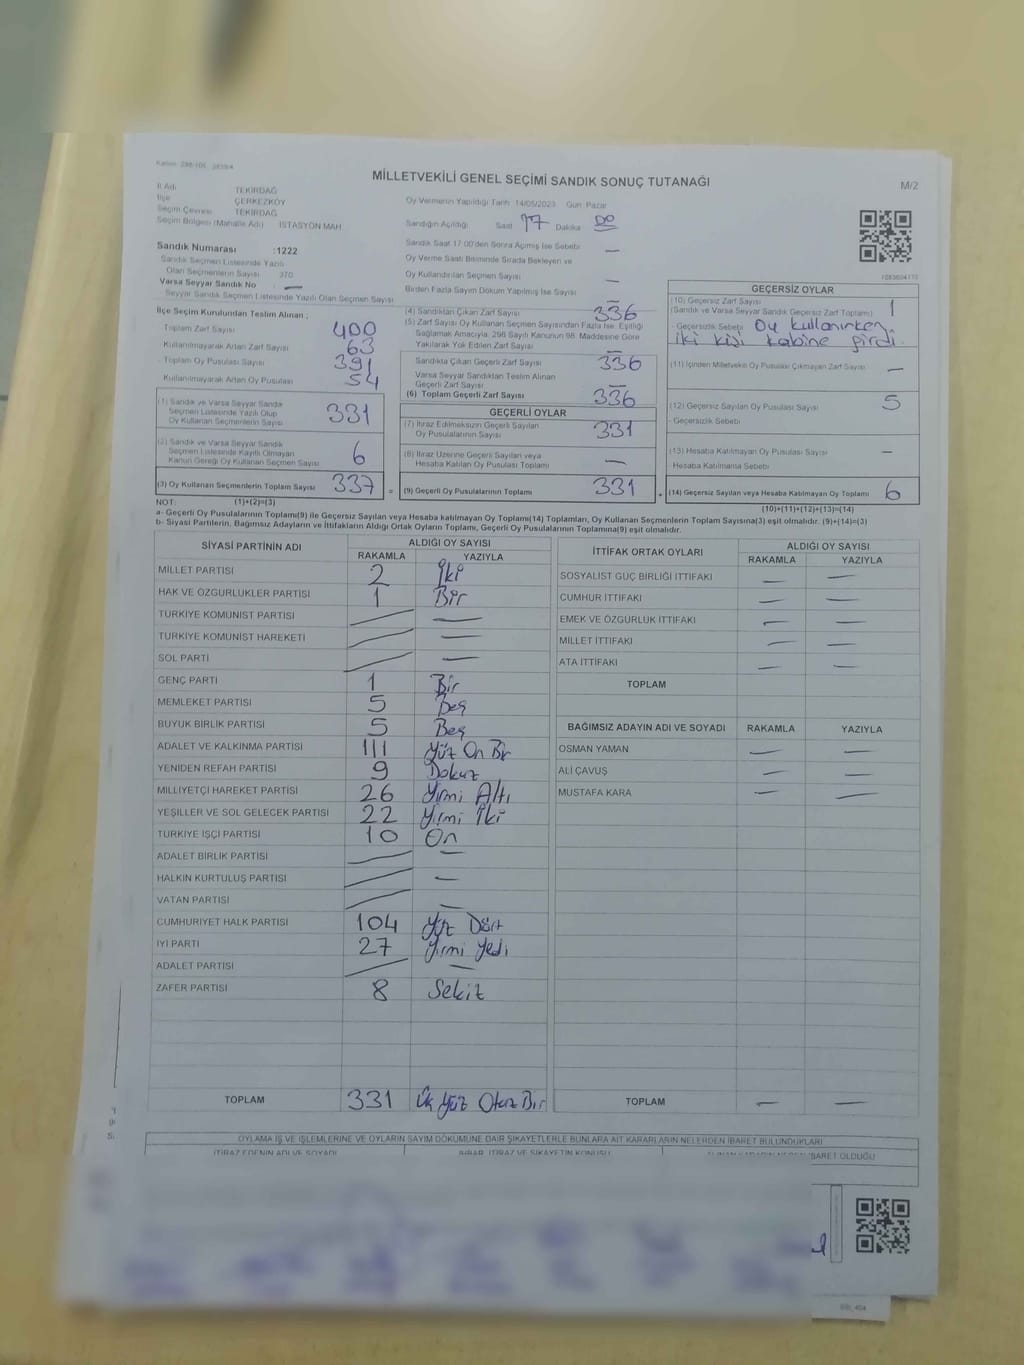 MİLLETVEKİLİ GENEL SEÇİMİ SANDIK SONUÇ TUTANAĞI
M/2
İl Adı TEKİRDAĞ
İlçe ÇERKEZKÖY
Seçim Çevresi TEKİRDAĞ
Seçim Bölgesi (Mahalle Adı) İSTASYON MAH
Oy Vermenin Yapıldığı Tarih 14/05/2023 Gün Pazar
Sandığın Açıldığı Saat 17 Dakika 00
Sandık Numarası :1222
Sandık Seçmen Listesinde Yazılı
Olan Seçmenlerin Sayısı 370
Varsa Seyyar Sandık No —
Seyyar Sandık Seçmen Listesinde Yazılı Olan Seçmen Sayısı
Sandık Saat 17.00'den Sonra Açılmış İse Sebebi —
Oy Verme Saati Bitiminde Sırada Bekleyen ve
Oy Kullandırılan Seçmen Sayısı —
Birden Fazla Sayım Döküm Yapılmış İse Sayısı —
İlçe Seçim Kurulundan Teslim Alınan ;
Toplam Zarf Sayısı 400
Kullanılmayarak Artan Zarf Sayısı 63
Toplam Oy Pusulası Sayısı 391
Kullanılmayarak Artan Oy Pusulası 54
(1) Sandık ve Varsa Seyyar Sandık
Seçmen Listesinde Yazılı Olup
Oy Kullanan Seçmenlerin Sayısı 331
(2) Sandık ve Varsa Seyyar Sandık
Seçmen Listesinde Kayıtlı Olmayan
Kanun Gereği Oy Kullanan Seçmen Sayısı 6
(3) Oy Kullanan Seçmenlerin Toplam Sayısı 337
(1)+(2)=(3)
(4) Sandıktan Çıkan Zarf Sayısı 336
(5) Zarf Sayısı Oy Kullanan Seçmen Sayısından Fazla İse, Eşitliği
Sağlamak Amacıyla, 298 Sayılı Kanunun 98. Maddesine Göre
Yakılarak Yok Edilen Zarf Sayısı —
Sandıkta Çıkan Geçerli Zarf Sayısı 336
Varsa Seyyar Sandıktan Teslim Alınan
Geçerli Zarf Sayısı —
(6) Toplam Geçerli Zarf Sayısı 336
GEÇERLİ OYLAR
(7) İtiraz Edilmeksizin Geçerli Sayılan
Oy Pusulalarının Sayısı 331
(8) İtiraz Üzerine Geçerli Sayılan veya
Hesaba Katılan Oy Pusulası Toplamı —
= (9) Geçerli Oy Pusulalarının Toplamı 331
GEÇERSİZ OYLAR
(10) Geçersiz Zarf Sayısı 1
(Sandık ve Varsa Seyyar Sandık Geçersiz Zarf Toplamı)
- Geçersizlik Sebebi Oy kullanırken
iki kişi kabine girdi.
(11) İçinden Milletvekili Oy Pusulası Çıkmayan Zarf Sayısı —
(12) Geçersiz Sayılan Oy Pusulası Sayısı 5
- Geçersizlik Sebebi
(13) Hesaba Katılmayan Oy Pusulası Sayısı —
Hesaba Katılmama Sebebi
+ (14) Geçersiz Sayılan veya Hesaba Katılmayan Oy Toplamı 6
(10)+(11)+(12)+(13)=(14)
NOT:
a- Geçerli Oy Pusulalarının Toplamı(9) ile Geçersiz Sayılan veya Hesaba katılmayan Oy Toplamı(14) Toplamları, Oy Kullanan Seçmenlerin Toplam Sayısına(3) eşit olmalıdır. (9)+(14)=(3)
b- Siyasi Partilerin, Bağımsız Adayların ve İttifakların Aldığı Ortak Oyların Toplamı, Geçerli Oy Pusulalarının Toplamına(9) eşit olmalıdır.
SİYASİ PARTİNİN ADI ALDIĞI OY SAYISI
RAKAMLA YAZIYLA
MİLLET PARTİSİ 2 İki
HAK VE ÖZGÜRLÜKLER PARTİSİ 1 Bir
TÜRKİYE KOMÜNİST PARTİSİ — —
TÜRKİYE KOMÜNİST HAREKETİ — —
SOL PARTİ — —
GENÇ PARTİ 1 Bir
MEMLEKET PARTİSİ 5 Beş
BÜYÜK BİRLİK PARTİSİ 5 Beş
ADALET VE KALKINMA PARTİSİ 111 Yüz On Bir
YENİDEN REFAH PARTİSİ 9 Dokuz
MİLLİYETÇİ HAREKET PARTİSİ 26 Yirmi Altı
YEŞİLLER VE SOL GELECEK PARTİSİ 22 Yirmi İki
TÜRKİYE İŞÇİ PARTİSİ 10 On
ADALET BİRLİK PARTİSİ — —
HALKIN KURTULUŞ PARTİSİ — —
VATAN PARTİSİ — —
CUMHURİYET HALK PARTİSİ 104 Yüz Dört
İYİ PARTİ 27 Yirmi Yedi
ADALET PARTİSİ — —
ZAFER PARTİSİ 8 Sekiz
TOPLAM 331 Üç Yüz Otuz Bir
İTTİFAK ORTAK OYLARI ALDIĞI OY SAYISI
RAKAMLA YAZIYLA
SOSYALİST GÜÇ BİRLİĞİ İTTİFAKI — —
CUMHUR İTTİFAKI — —
EMEK VE ÖZGÜRLÜK İTTİFAKI — —
MİLLET İTTİFAKI — —
ATA İTTİFAKI — —
TOPLAM
BAĞIMSIZ ADAYIN ADI VE SOYADI RAKAMLA YAZIYLA
OSMAN YAMAN — —
ALİ ÇAVUŞ — —
MUSTAFA KARA — —
TOPLAM — —
OYLAMA İŞ VE İŞLEMLERİNE VE OYLARIN SAYIM DÖKÜMÜNE DAİR ŞİKAYETLERLE BUNLARA AİT KARARLARIN NELERDEN İBARET BULUNDUKLARI
İTİRAZ EDENİN ADI VE SOYADI İHBAR, İTİRAZ VE ŞİKAYETİN KONUSU İBARET OLDUĞU